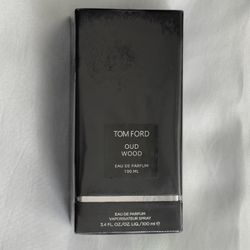 TOM FORD
OUD
WOOD
EAU DE PARFUM
100 ML
EAU DE PARFUM
VAPORISATEUR SPRAY
3.4 FL. OZ./OZ. LIQ./100 ml ℮